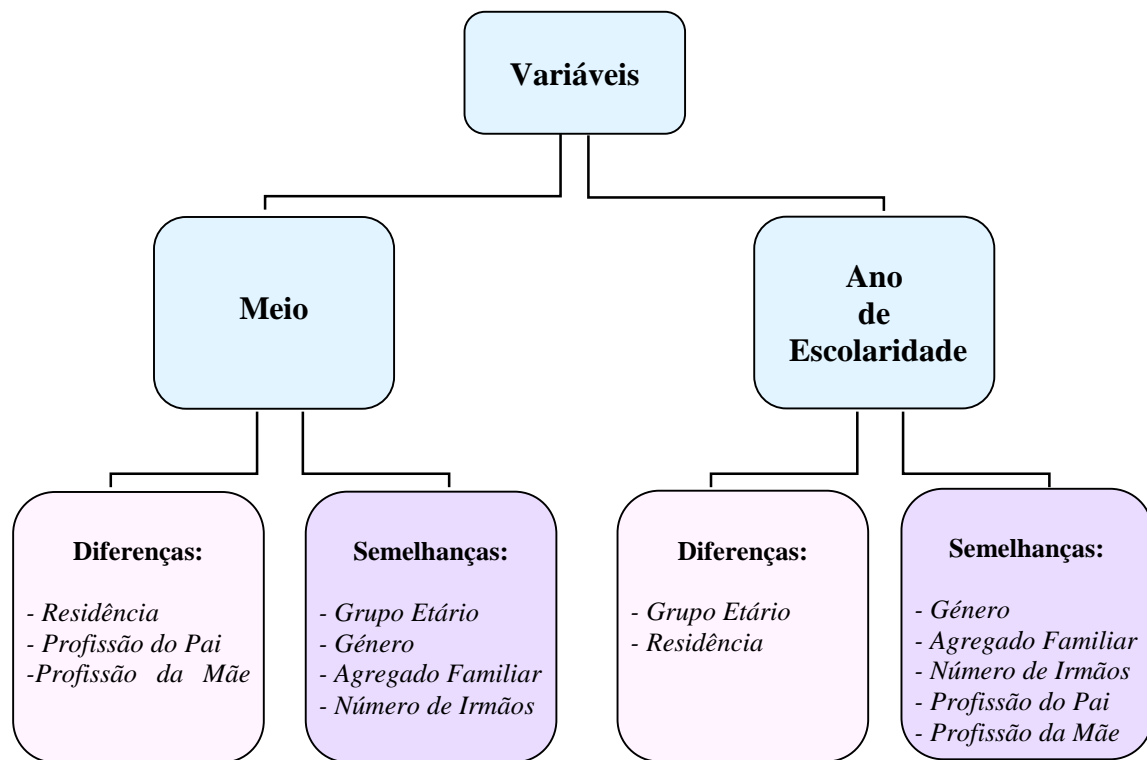 Variáveis
Meio
Ano
de
Escolaridade
Diferenças:
- Residência
- Profissão do Pai
-Profissão da Mãe
Semelhanças:
- Grupo Etário
- Género
- Agregado Familiar
- Número de Irmãos
Diferenças:
- Grupo Etário
- Residência
Semelhanças:
- Género
- Agregado Familiar
- Número de Irmãos
- Profissão do Pai
- Profissão da Mãe